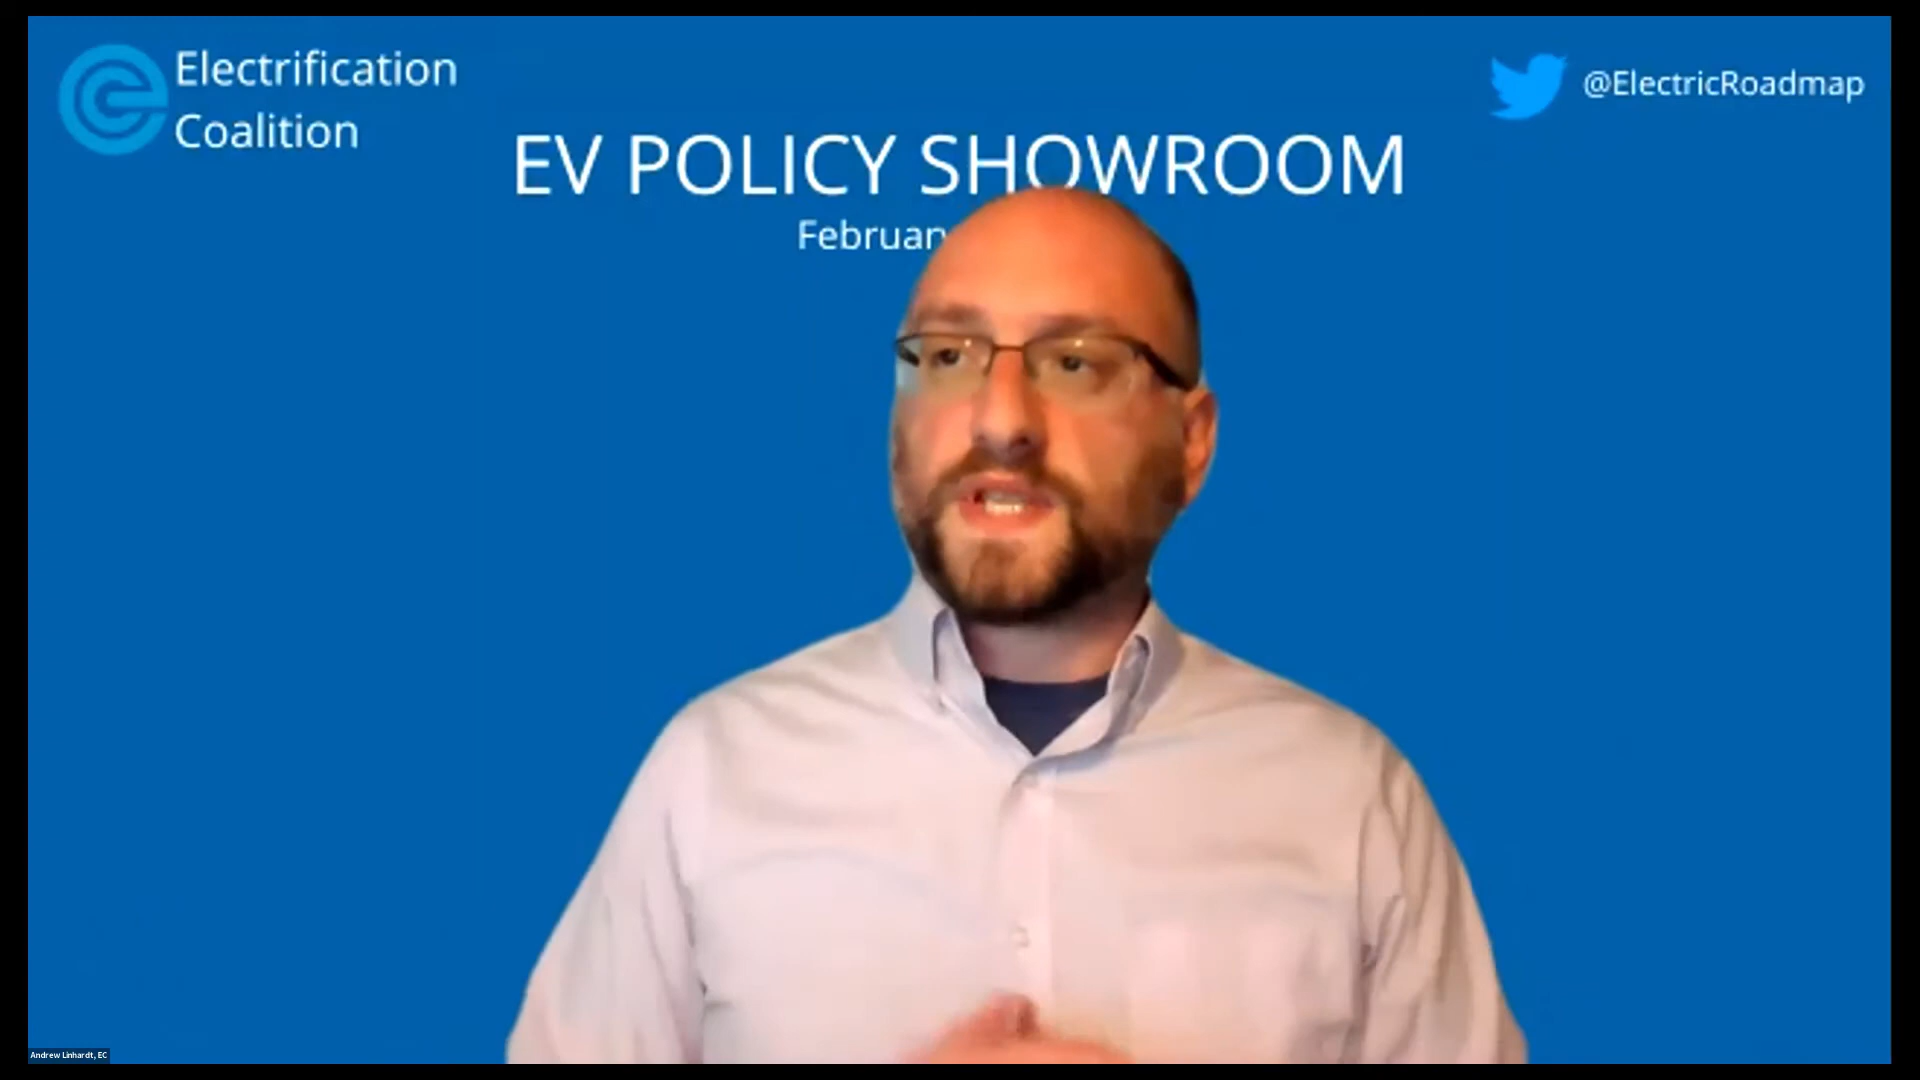 Electrification
Coalition
@ElectricRoadmap
EV POLICY SHOWROOM
Andrew Linhardt, EC